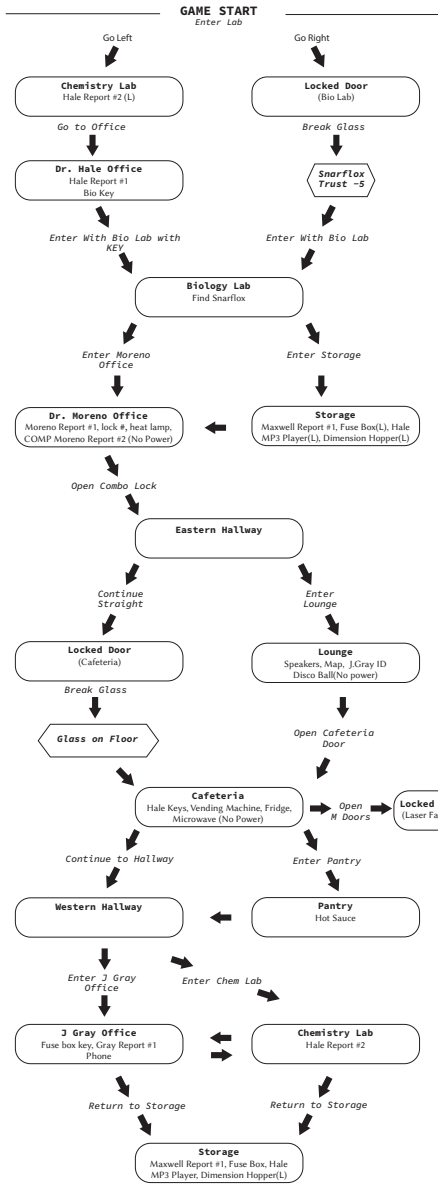 GAME START
Enter Lab
Go Left
Go Right
Chemistry Lab
Hale Report #2 (L)
Locked Door
(Bio Lab)
Go to Office
Break Glass
Dr. Hale Office
Hale Report #1
Bio Key
Snarflox
Trust -5
Enter With Bio Lab with
KEY
Enter With Bio Lab
Biology Lab
Find Snarflox
Enter Moreno
Office
Enter Storage
Dr. Moreno Office
Moreno Report #1, lock #, heat lamp,
COMP Moreno Report #2 (No Power)
Storage
Maxwell Report #1, Fuse Box(L), Hale
MP3 Player(L), Dimension Hopper(L)
Open Combo Lock
Eastern Hallway
Continue
Straight
Enter
Lounge
Locked Door
(Cafeteria)
Lounge
Speakers, Map, J.Gray ID
Disco Ball(No power)
Break Glass
Glass on Floor
Open Cafeteria
Door
Cafeteria
Hale Keys, Vending Machine, Fridge,
Microwave (No Power)
Open
M Doors
Locked
(Laser Fa
Continue to Hallway
Enter Pantry
Western Hallway
Pantry
Hot Sauce
Enter J Gray
Office
Enter Chem Lab
J Gray Office
Fuse box key, Gray Report #1
Phone
Chemistry Lab
Hale Report #2
Return to Storage
Return to Storage
Storage
Maxwell Report #1, Fuse Box, Hale
MP3 Player, Dimension Hopper(L)